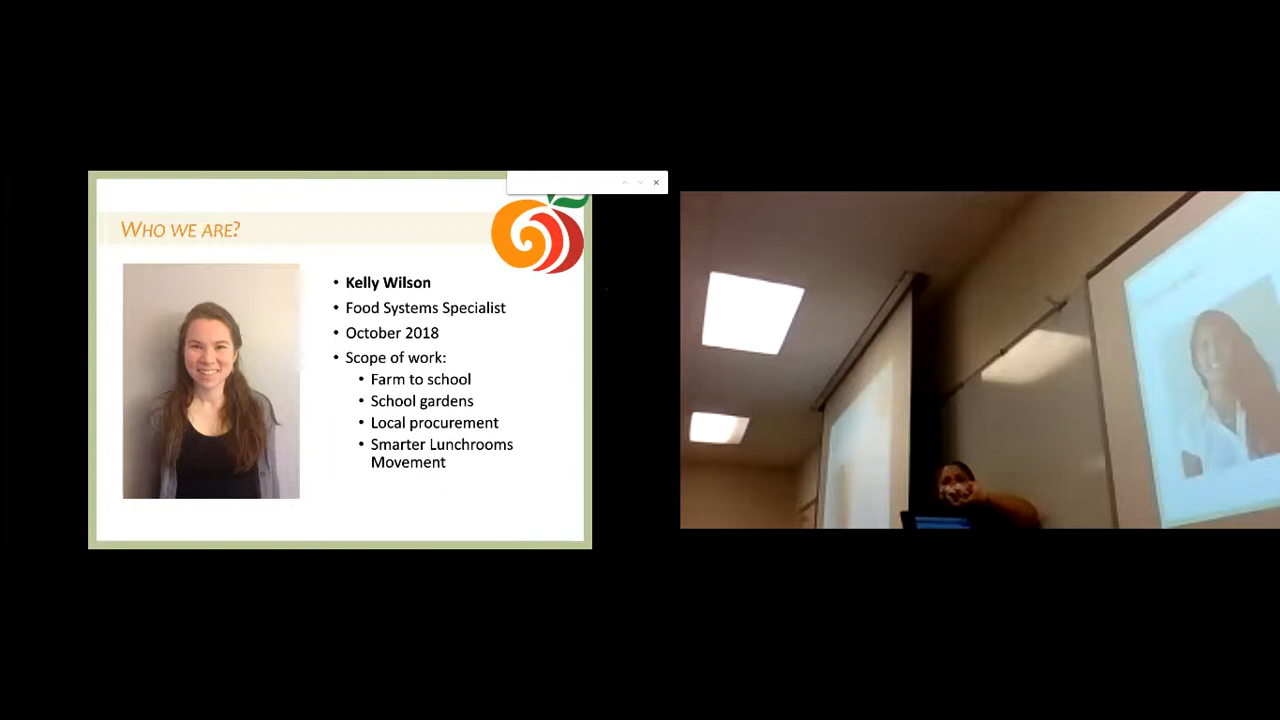 WHO WE ARE?
• Kelly Wilson
• Food Systems Specialist
• October 2018
• Scope of work:
• Farm to school
• School gardens
• Local procurement
• Smarter Lunchrooms
Movement